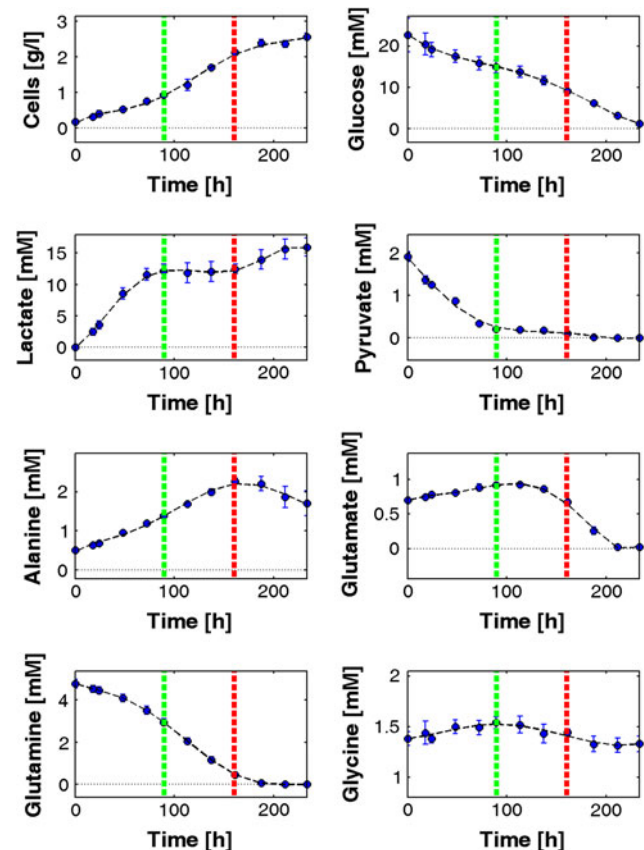 Cells [g/l]
3
2
1
0
0 100 200
Time [h]
Glucose [mM]
20
10
0
0 100 200
Time [h]
Lactate [mM]
15
10
5
0
0 100 200
Time [h]
Pyruvate [mM]
2
1
0
0 100 200
Time [h]
Alanine [mM]
2
1
0
0 100 200
Time [h]
Glutamate [mM]
1
0.5
0
0 100 200
Time [h]
Glutamine [mM]
4
2
0
0 100 200
Time [h]
Glycine [mM]
2
1.5
1
0 100 200
Time [h]